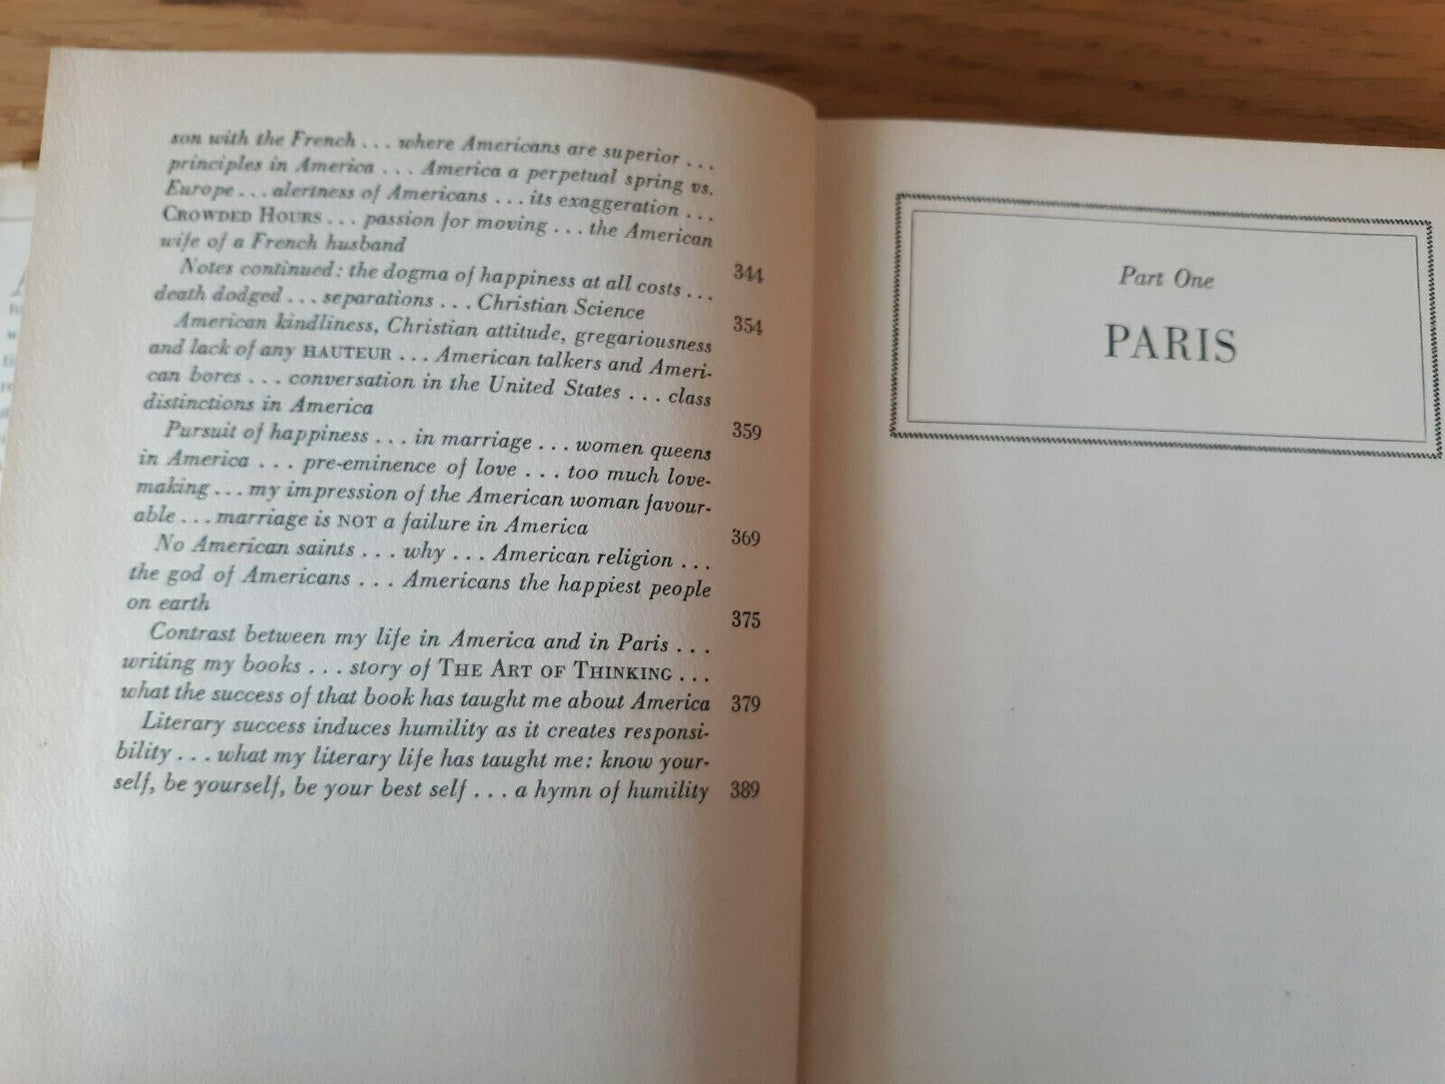 son with the French . . . where Americans are superior . . .
principles in America . . . America a perpetual spring vs.
Europe . . . alertness of Americans . . . its exaggeration . . .
CROWDED HOURS . . . passion for moving . . . the American
wife of a French husband 344
Notes continued: the dogma of happiness at all costs . . .
death dodged . . . separations . . . Christian Science 354
American kindliness, Christian attitude, gregariousness
and lack of any HAUTEUR . . . American talkers and Ameri-
can bores . . . conversation in the United States . . . class
distinctions in America 359
Pursuit of happiness . . . in marriage . . . women queens
in America . . . pre-eminence of love . . . too much love-
making . . . my impression of the American woman favour-
able . . . marriage is NOT a failure in America 369
No American saints . . . why . . . American religion . . .
the god of Americans . . . Americans the happiest people
on earth 375
Contrast between my life in America and in Paris . . .
writing my books . . . story of THE ART OF THINKING . . .
what the success of that book has taught me about America 379
Literary success induces humility as it creates responsi-
bility . . . what my literary life has taught me: know your-
self, be yourself, be your best self . . . a hymn of humility 389
Part One
PARIS